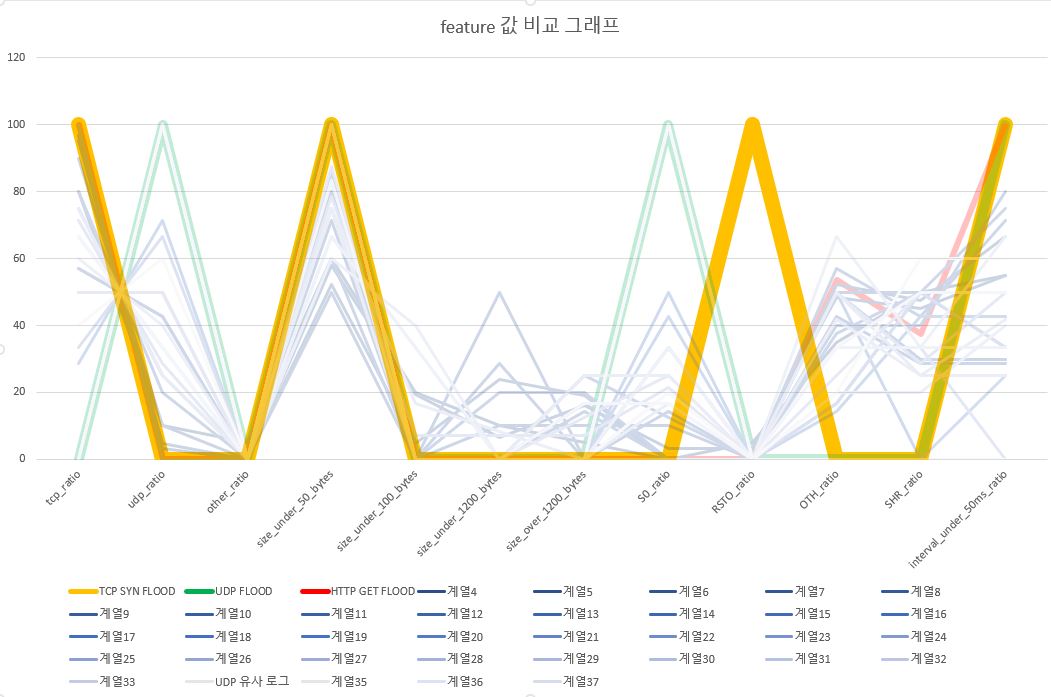 feature 값 비교 그래프
120
100
80
60
40
20
0
tcp_ratio
udp_ratio
other_ratio
size_under_50_bytes
size_under_100_bytes
size_under_1200_bytes
size_over_1200_bytes
S0_ratio
RSTO_ratio
OTH_ratio
SHR_ratio
interval_under_50ms_ratio
TCP SYN FLOOD UDP FLOOD HTTP GET FLOOD 계열4 계열5 계열6 계열7 계열8
계열9 계열10 계열11 계열12 계열13 계열14 계열15 계열16
계열17 계열18 계열19 계열20 계열21 계열22 계열23 계열24
계열25 계열26 계열27 계열28 계열29 계열30 계열31 계열32
계열33 UDP 유사 로그 계열35 계열36 계열37